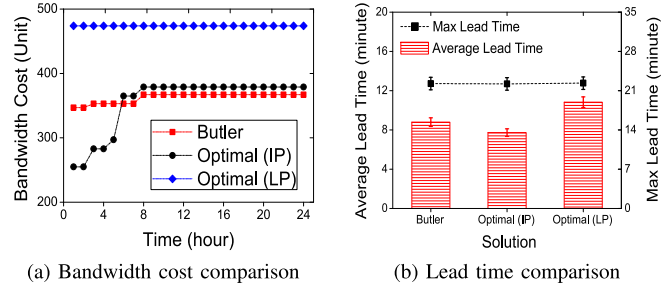 500
400
300
200
Bandwidth Cost (Unit)
Butler
Optimal (IP)
Optimal (LP)
0 4 8 12 16 20 24
Time (hour)
(a) Bandwidth cost comparison
20
16
12
8
4
0
Average Lead Time (minute)
Max Lead Time
Average Lead Time
35
28
21
14
7
0
Max Lead Time (minute)
Butler Optimal (IP) Optimal (LP)
Solution
(b) Lead time comparison